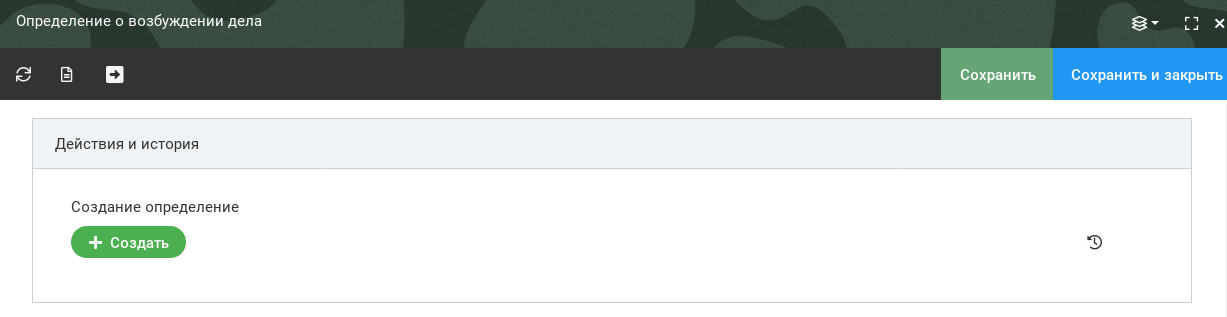 Определение о возбуждении дела
Сохранить
Сохранить и закрыть
Действия и история
Создание определение
Создать